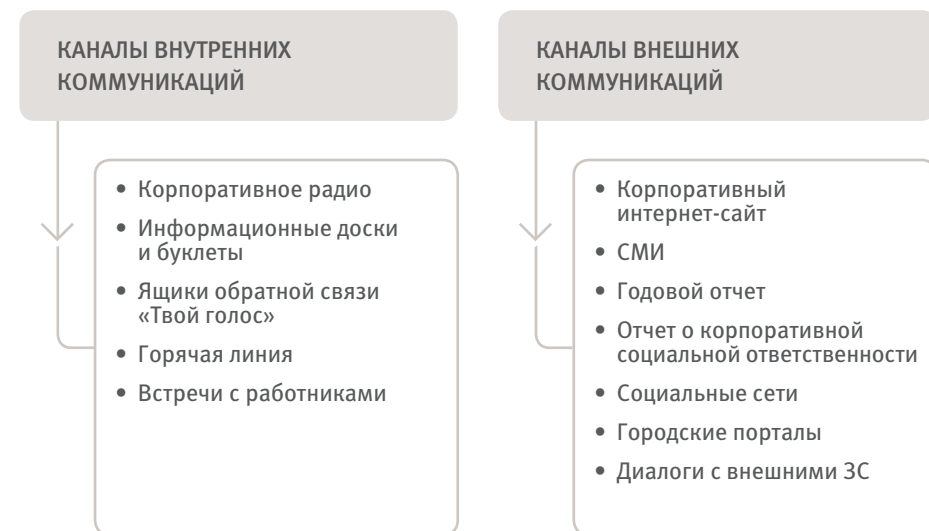 КАНАЛЫ ВНУТРЕННИХ
КОММУНИКАЦИЙ
• Корпоративное радио
• Информационные доски
и буклеты
• Ящики обратной связи
«Твой голос»
• Горячая линия
• Встречи с работниками
КАНАЛЫ ВНЕШНИХ
КОММУНИКАЦИЙ
• Корпоративный
интернет-сайт
• СМИ
• Годовой отчет
• Отчет о корпоративной
социальной ответственности
• Социальные сети
• Городские порталы
• Диалоги с внешними ЗС